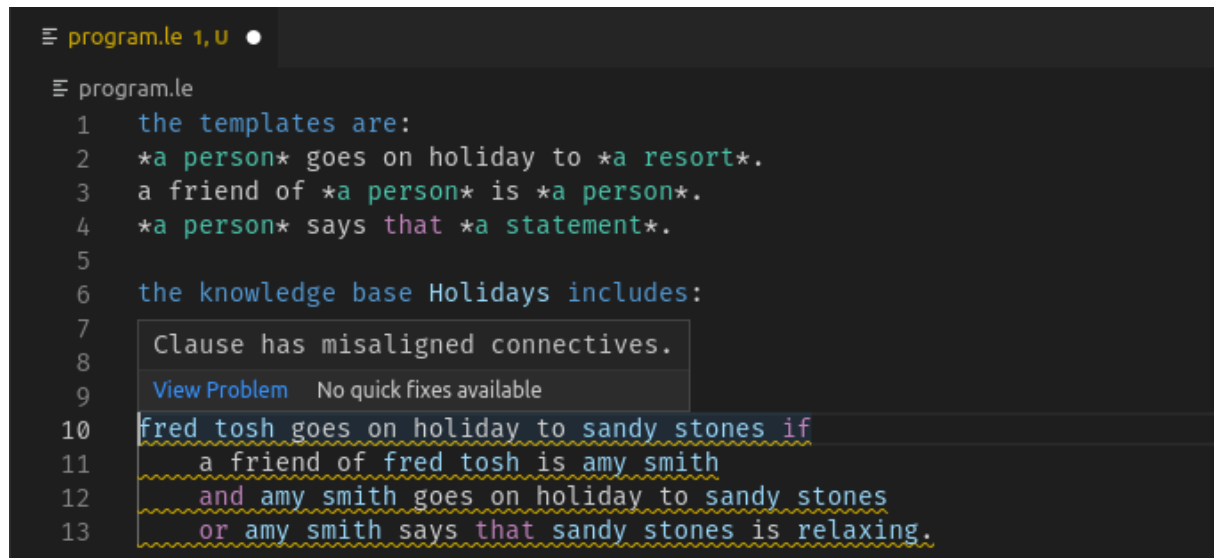 program.le 1, U
program.le
1 the templates are:
2 *a person* goes on holiday to *a resort*.
3 a friend of *a person* is *a person*.
4 *a person* says that *a statement*.
5
6 the knowledge base Holidays includes:
7
Clause has misaligned connectives.
8
View Problem No quick fixes available
9
10 fred tosh goes on holiday to sandy stones if
11 a friend of fred tosh is amy smith
12 and amy smith goes on holiday to sandy stones
13 or amy smith says that sandy stones is relaxing.